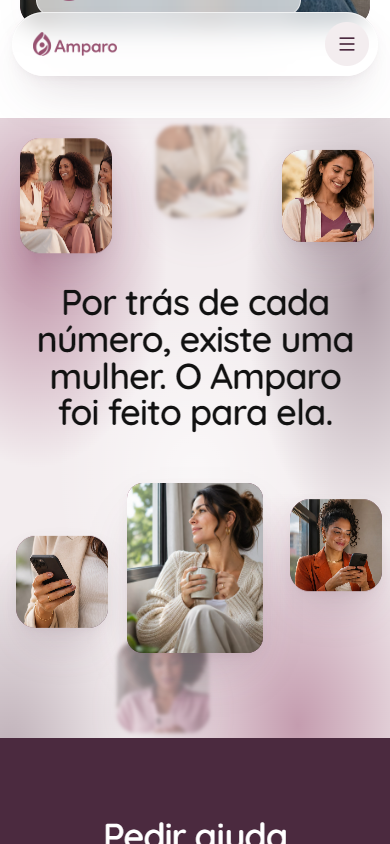 Amparo
Por trás de cada
número, existe uma
mulher. O Amparo
foi feito para ela.
Pedir ajuda